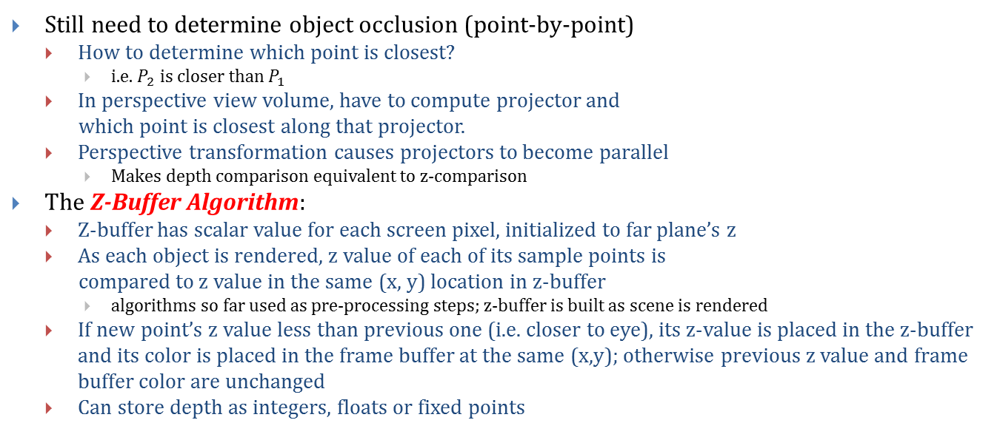 Still need to determine object occlusion (point-by-point)
How to determine which point is closest?
i.e. P₂ is closer than P₁
In perspective view volume, have to compute projector and
which point is closest along that projector.
Perspective transformation causes projectors to become parallel
Makes depth comparison equivalent to z-comparison
The Z-Buffer Algorithm:
Z-buffer has scalar value for each screen pixel, initialized to far plane’s z
As each object is rendered, z value of each of its sample points is
compared to z value in the same (x, y) location in z-buffer
algorithms so far used as pre-processing steps; z-buffer is built as scene is rendered
If new point’s z value less than previous one (i.e. closer to eye), its z-value is placed in the z-buffer
and its color is placed in the frame buffer at the same (x,y); otherwise previous z value and frame
buffer color are unchanged
Can store depth as integers, floats or fixed points